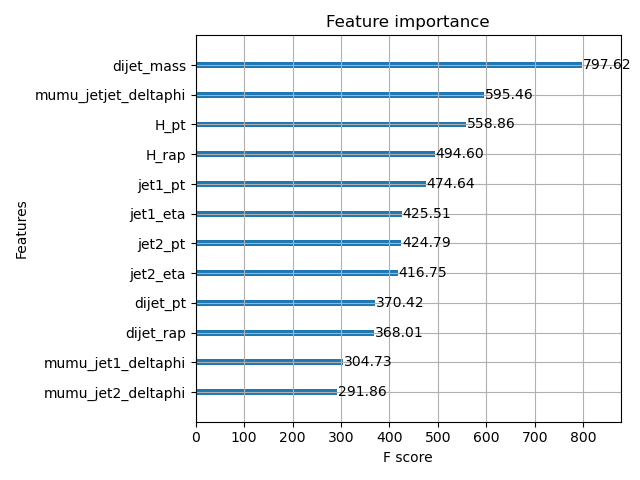 Feature importance
Features
dijet_mass 797.62
mumu_jetjet_deltaphi 595.46
H_pt 558.86
H_rap 494.60
jet1_pt 474.64
jet1_eta 425.51
jet2_pt 424.79
jet2_eta 416.75
dijet_pt 370.42
dijet_rap 368.01
mumu_jet1_deltaphi 304.73
mumu_jet2_deltaphi 291.86
0 100 200 300 400 500 600 700 800
F score